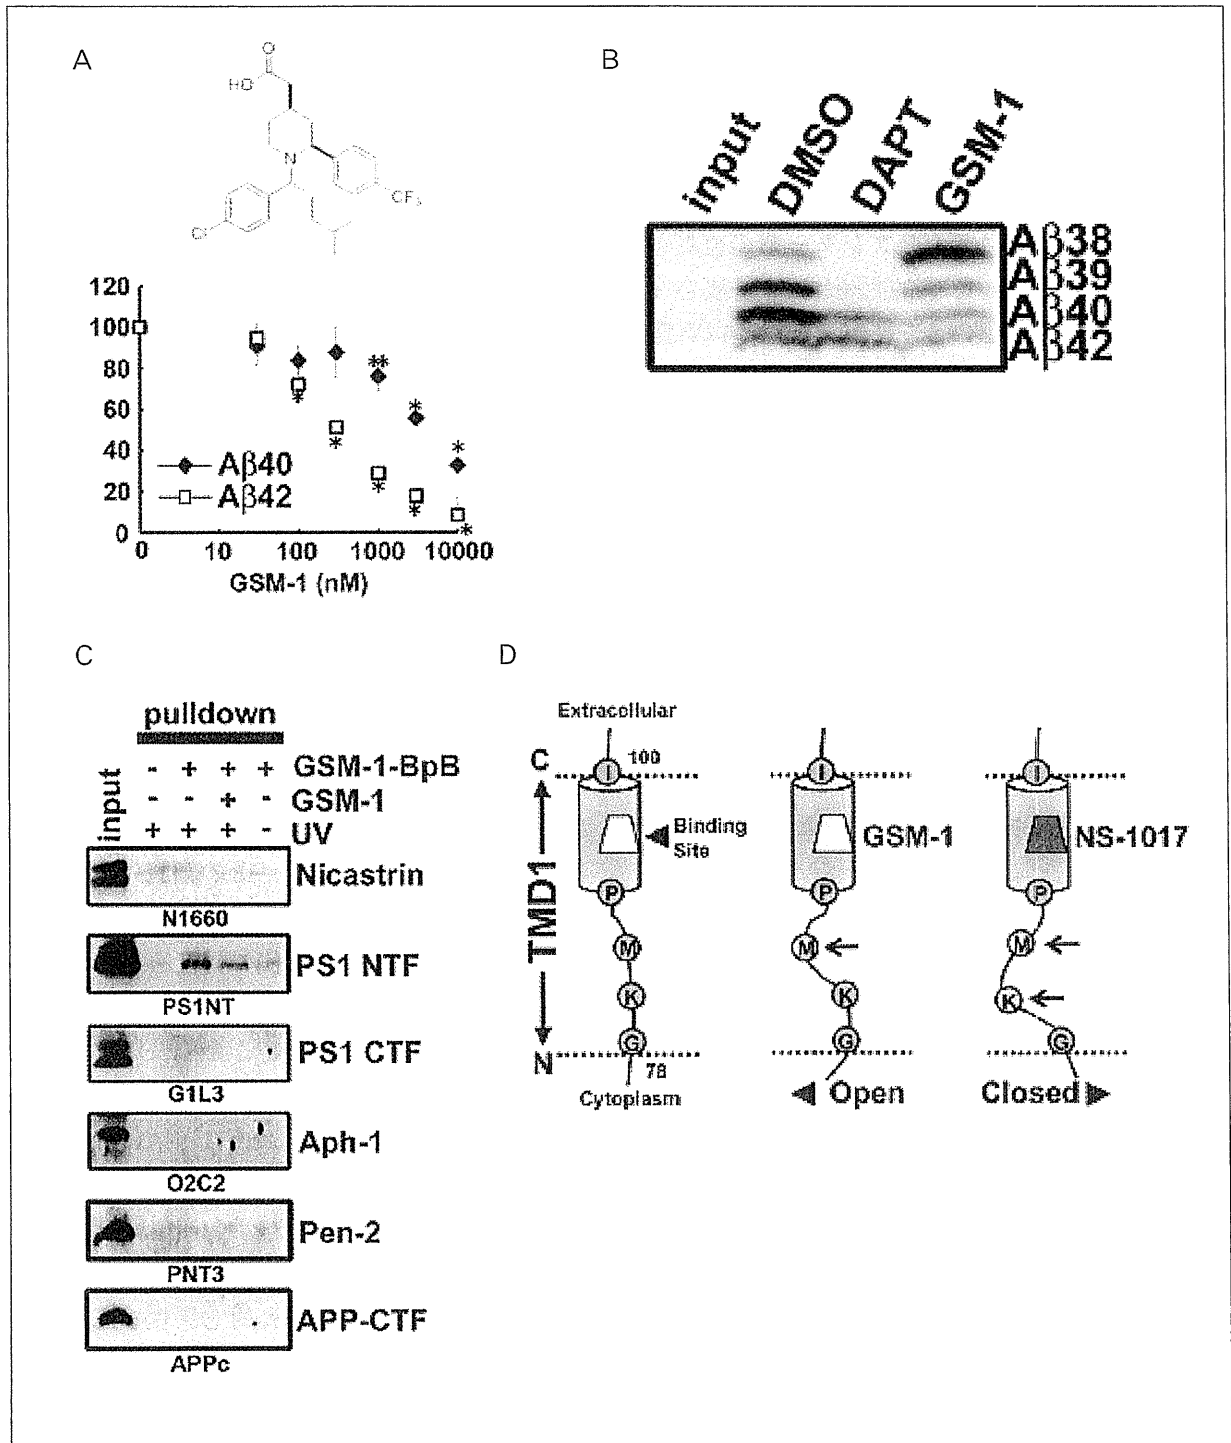 A
O
HO
N
CF₃
Cl
120
100
80
60
40
20
0
**
*
*
*
*
*
*
*
*
Aβ40
Aβ42
0 10 100 1000 10000
GSM-1 (nM)
B
input DMSO DAPT GSM-1
Aβ38
Aβ39
Aβ40
Aβ42
C
pulldown
input
- + + + GSM-1-BpB
- - + - GSM-1
+ + + - UV
Nicastrin
N1660
PS1 NTF
PS1NT
PS1 CTF
G1L3
Aph-1
O2C2
Pen-2
PNT3
APP-CTF
APPc
D
Extracollular
C I 100
TMD1
Binding Site
P
M
K
G
N 78
Cytoplasm
I
GSM-1
P
M
K
G
Open
I
NS-1017
P
M
K
G
Closed